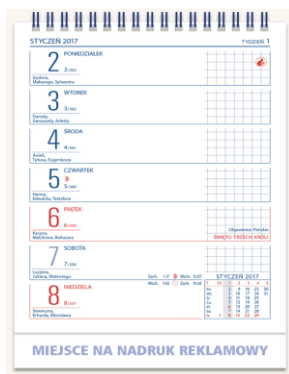 STYCZEŃ 2017
TYDZIEŃ 1
2
PONIEDZIAŁEK
2/363
Izydora,
Makarego, Sylwestra
3
WTOREK
3/362
Danuty,
Genowefy, Arletty
4
ŚRODA
4/361
Anieli,
Tytusa, Eugeniusza
5
CZWARTEK
5/360
Hanny,
Edwarda, Telesfora
6
PIĄTEK
6/359
Kacpra,
Melchiora, Baltazara
Objawienie Pańskie
ŚWIĘTO TRZECH KRÓLI
7
SOBOTA
7/358
Lucjana,
Juliana, Walentego
8
NIEDZIELA
8/357
Seweryna,
Erharda, Mścisława
STYCZEŃ 2017
MIEJSCE NA NADRUK REKLAMOWY